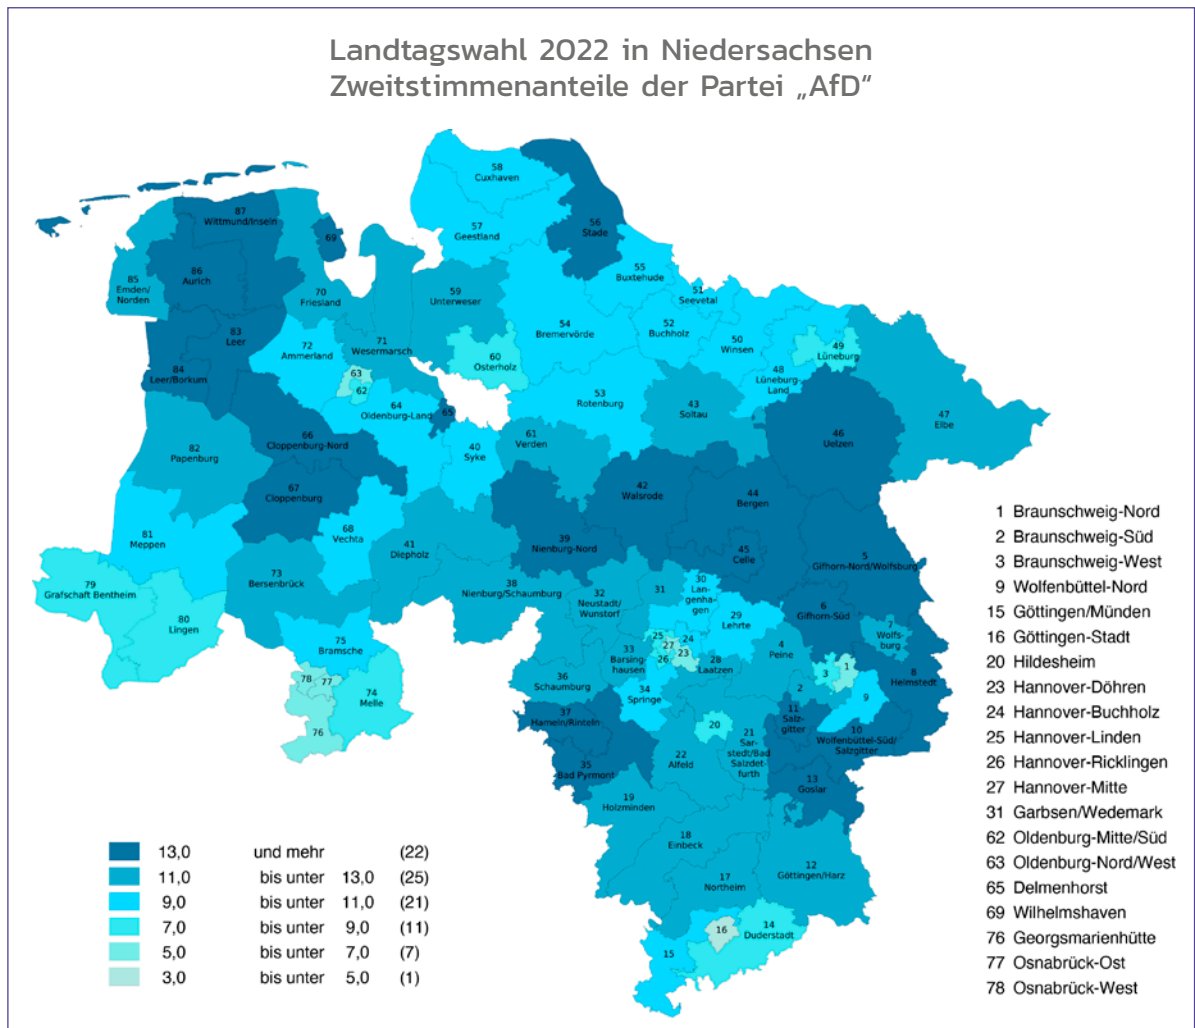 Landtagswahl 2022 in Niedersachsen
Zweitstimmenanteile der Partei „AfD“
58
Cuxhaven
57
Geestland
56
Stade
87
Wittmund/Inseln
69
86
Aurich
85
Emden/
Norden
70
Friesland
59
Unterweser
55
Buxtehude
51
Seevetal
83
Leer
71
Wesermarsch
72
Ammerland
54
Bremervörde
52
Buchholz
50
Winsen
49
Lüneburg
60
Osterholz
84
Leer/Borkum
63
62
48
Lüneburg-
Land
53
Rotenburg
43
Soltau
47
Elbe
64
Oldenburg-Land
65
66
Cloppenburg-Nord
61
Verden
46
Uelzen
40
Syke
82
Papenburg
67
Cloppenburg
42
Walsrode
44
Bergen
81
Meppen
68
Vechta
41
Diepholz
39
Nienburg-Nord
45
Celle
5
Gifhorn-Nord/Wolfsburg
79
Grafschaft Bentheim
73
Bersenbrück
38
Nienburg/Schaumburg
32
Neustadt/
Wunstorf
31
30
Lan-
genha-
gen
6
Gifhorn-Süd
80
Lingen
29
Lehrte
7
Wolfs-
burg
75
Bramsche
25
24
27
23
26
33
Barsing-
hausen
28
Laatzen
4
Peine
3
1
8
Helmstedt
78
77
74
Melle
36
Schaumburg
34
Springe
2
9
76
37
Hameln/Rinteln
20
11
Salz-
gitter
10
Wolfenbüttel-Süd/
Salzgitter
21
Sar-
stedt/Bad
Salzdet-
furth
22
Alfeld
35
Bad Pyrmont
13
Goslar
19
Holzminden
18
Einbeck
12
Göttingen/Harz
17
Northeim
16
14
Duderstadt
15
1 Braunschweig-Nord
2 Braunschweig-Süd
3 Braunschweig-West
9 Wolfenbüttel-Nord
15 Göttingen/Münden
16 Göttingen-Stadt
20 Hildesheim
23 Hannover-Döhren
24 Hannover-Buchholz
25 Hannover-Linden
26 Hannover-Ricklingen
27 Hannover-Mitte
31 Garbsen/Wedemark
62 Oldenburg-Mitte/Süd
63 Oldenburg-Nord/West
65 Delmenhorst
69 Wilhelmshaven
76 Georgsmarienhütte
77 Osnabrück-Ost
78 Osnabrück-West
13,0 und mehr (22)
11,0 bis unter 13,0 (25)
9,0 bis unter 11,0 (21)
7,0 bis unter 9,0 (11)
5,0 bis unter 7,0 (7)
3,0 bis unter 5,0 (1)